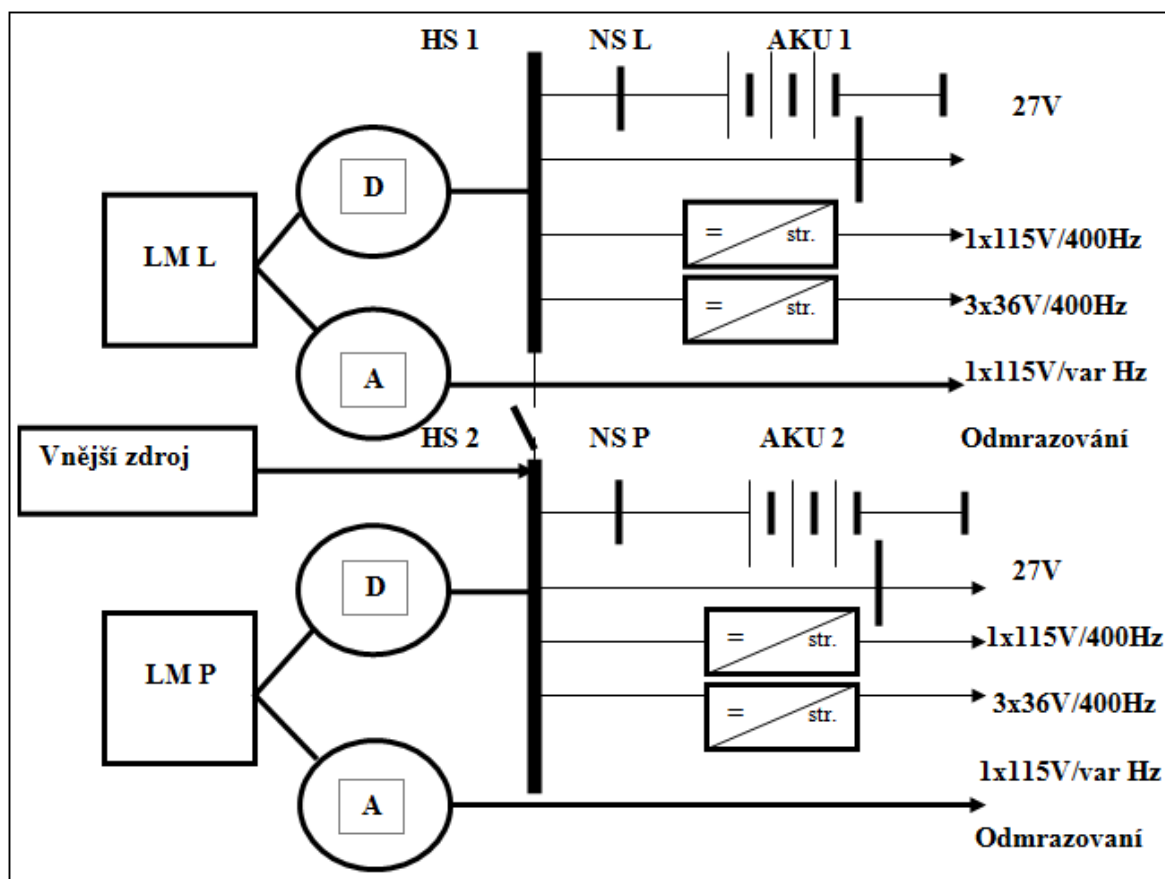 HS 1
NS L
AKU 1
27V
D
LM L
=
str.
1x115V/400Hz
=
str.
3x36V/400Hz
A
1x115V/var Hz
HS 2
NS P
AKU 2
Odmrazování
Vnější zdroj
27V
D
=
str.
1x115V/400Hz
LM P
=
str.
3x36V/400Hz
1x115V/var Hz
A
Odmrazovaní